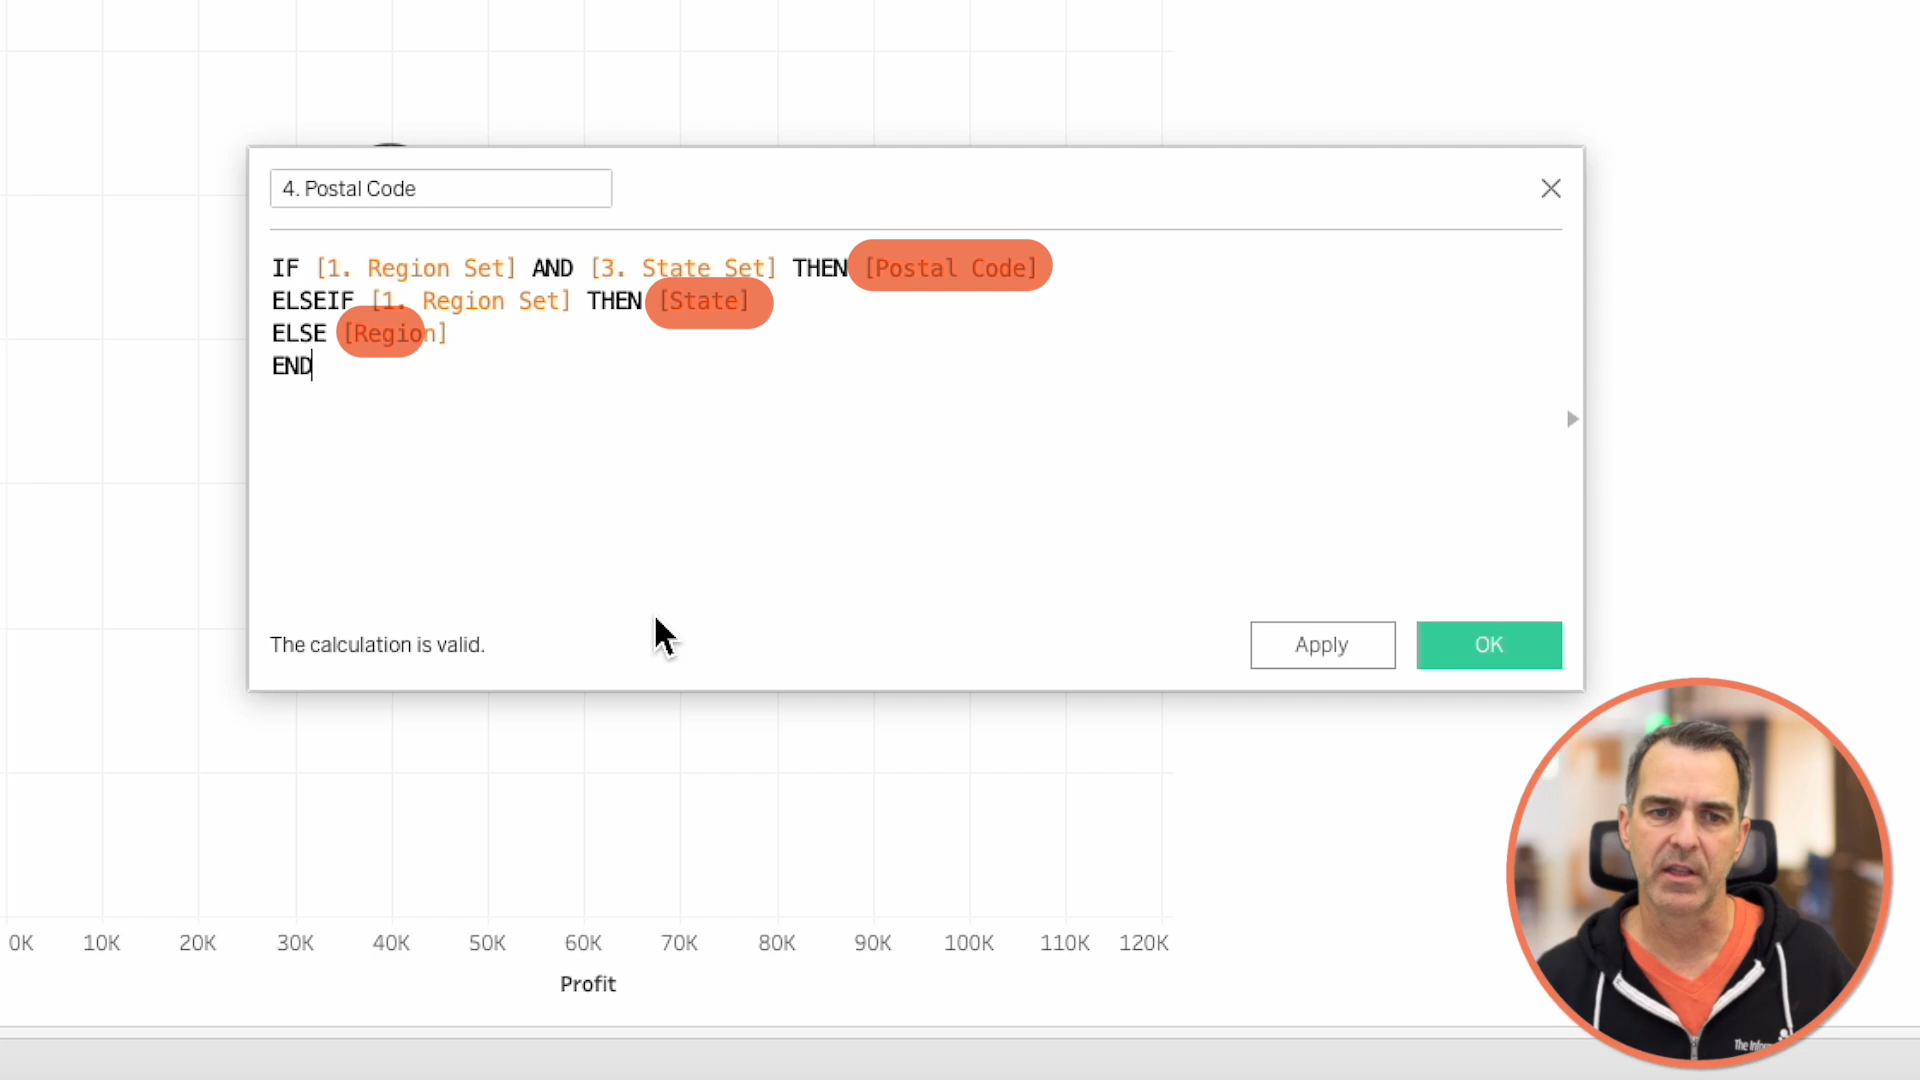 4. Postal Code
IF [1. Region Set] AND [3. State Set] THEN [Postal Code]
ELSEIF [1. Region Set] THEN [State]
ELSE [Region]
END
The calculation is valid.
Apply
OK
0K 10K 20K 30K 40K 50K 60K 70K 80K 90K 100K 110K 120K
Profit
The